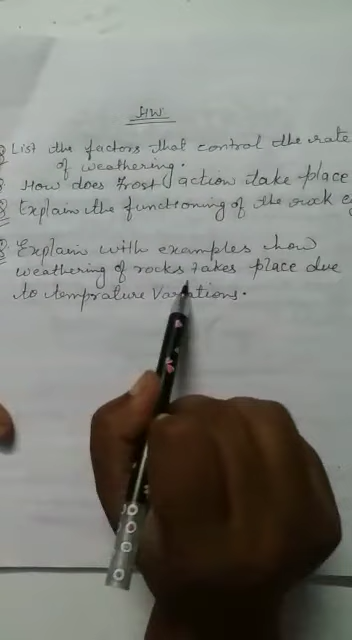 HW
Q List the factors that control the rate
of weathering.
Q How does Frost action take place
Q Explain the functioning of the rock
Q Explain with examples how
weathering of rocks takes place due
to temprature Variations.